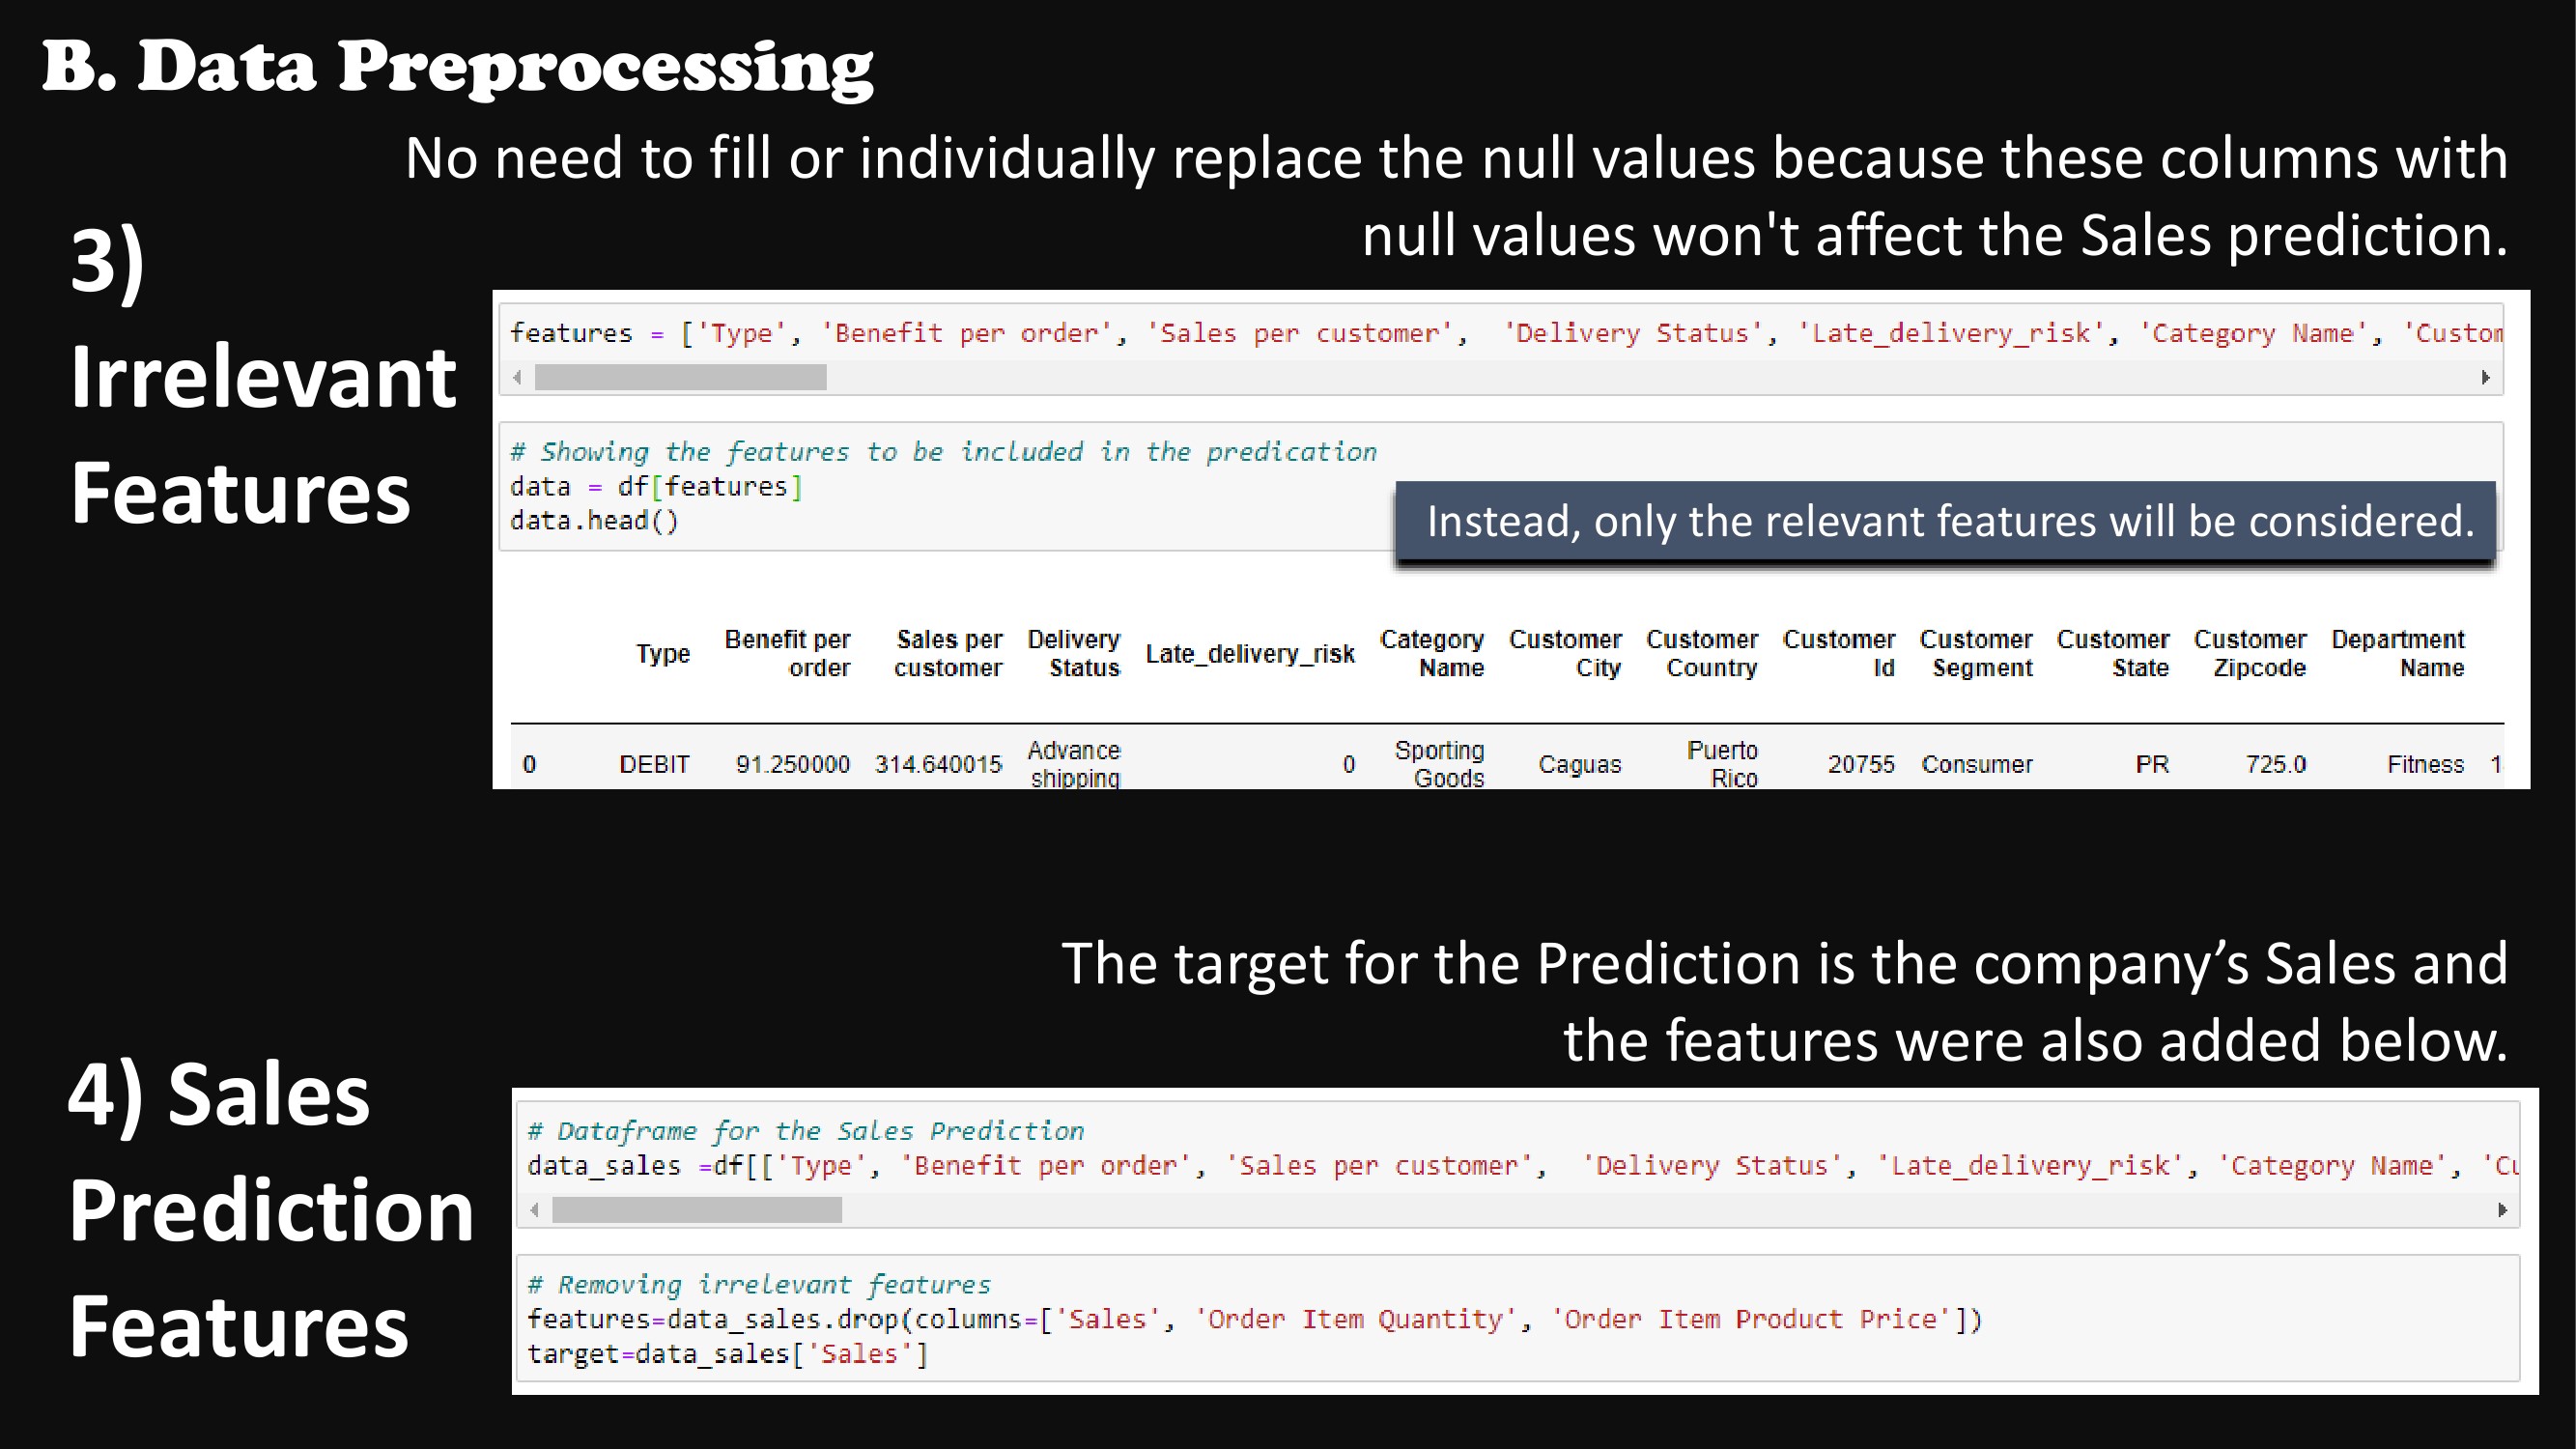 B. Data Preprocessing
No need to fill or individually replace the null values because these columns with
null values won't affect the Sales prediction.
3)
Irrelevant
Features
features = ['Type', 'Benefit per order', 'Sales per customer',  'Delivery Status', 'Late_delivery_risk', 'Category Name', 'Custom
# Showing the features to be included in the predication
data = df[features]
data.head()
Instead, only the relevant features will be considered.
Type Benefit per order Sales per customer Delivery Status Late_delivery_risk Category Name Customer City Customer Country Customer Id Customer Segment Customer State Customer Zipcode Department Name
0 DEBIT 91.250000 314.640015 Advance shipping 0 Sporting Goods Caguas Puerto Rico 20755 Consumer PR 725.0 Fitness 1
The target for the Prediction is the company’s Sales and
the features were also added below.
4) Sales
Prediction
Features
# Dataframe for the Sales Prediction
data_sales =df[['Type', 'Benefit per order', 'Sales per customer',  'Delivery Status', 'Late_delivery_risk', 'Category Name', 'Cu
# Removing irrelevant features
features=data_sales.drop(columns=['Sales', 'Order Item Quantity', 'Order Item Product Price'])
target=data_sales['Sales']